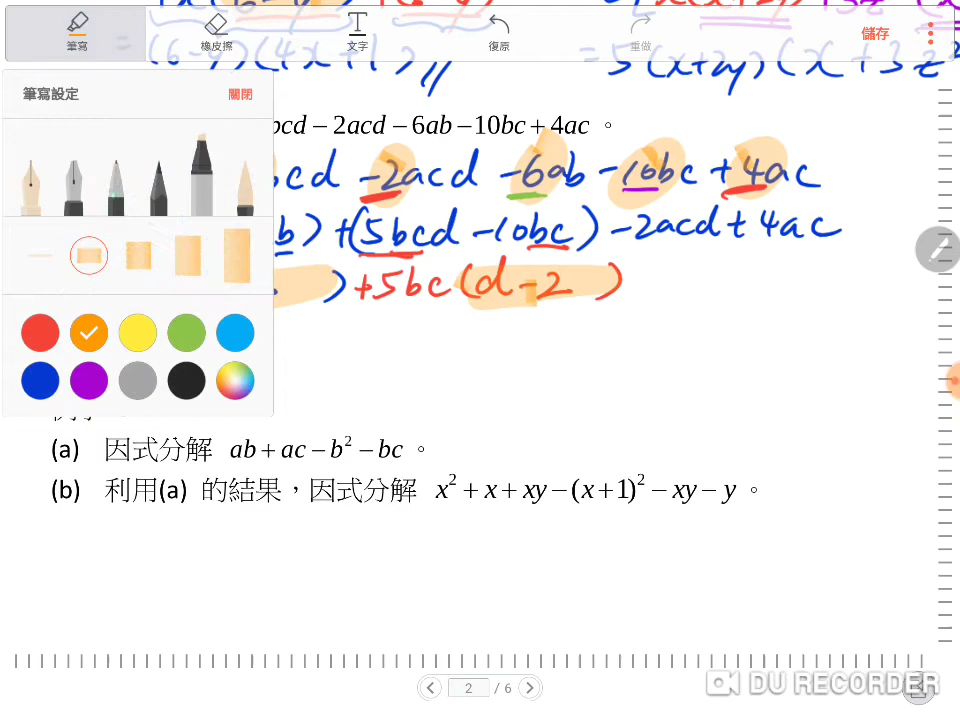 筆寫
橡皮擦
文字
復原
重做
儲存
= (6-y)(4x+1)//
= 5(x+2y)(x+3z²
筆寫設定 關閉
bcd − 2acd − 6ab − 10bc + 4ac 。
bcd -2acd -6ab -10bc +4ac
b) +(5bcd -10bc) -2acd + 4ac
) +5bc(d-2 )
(a) 因式分解 ab + ac − b² − bc 。
(b) 利用(a) 的結果，因式分解 x² + x + xy − (x + 1)² − xy − y 。
2 / 6
DU RECORDER